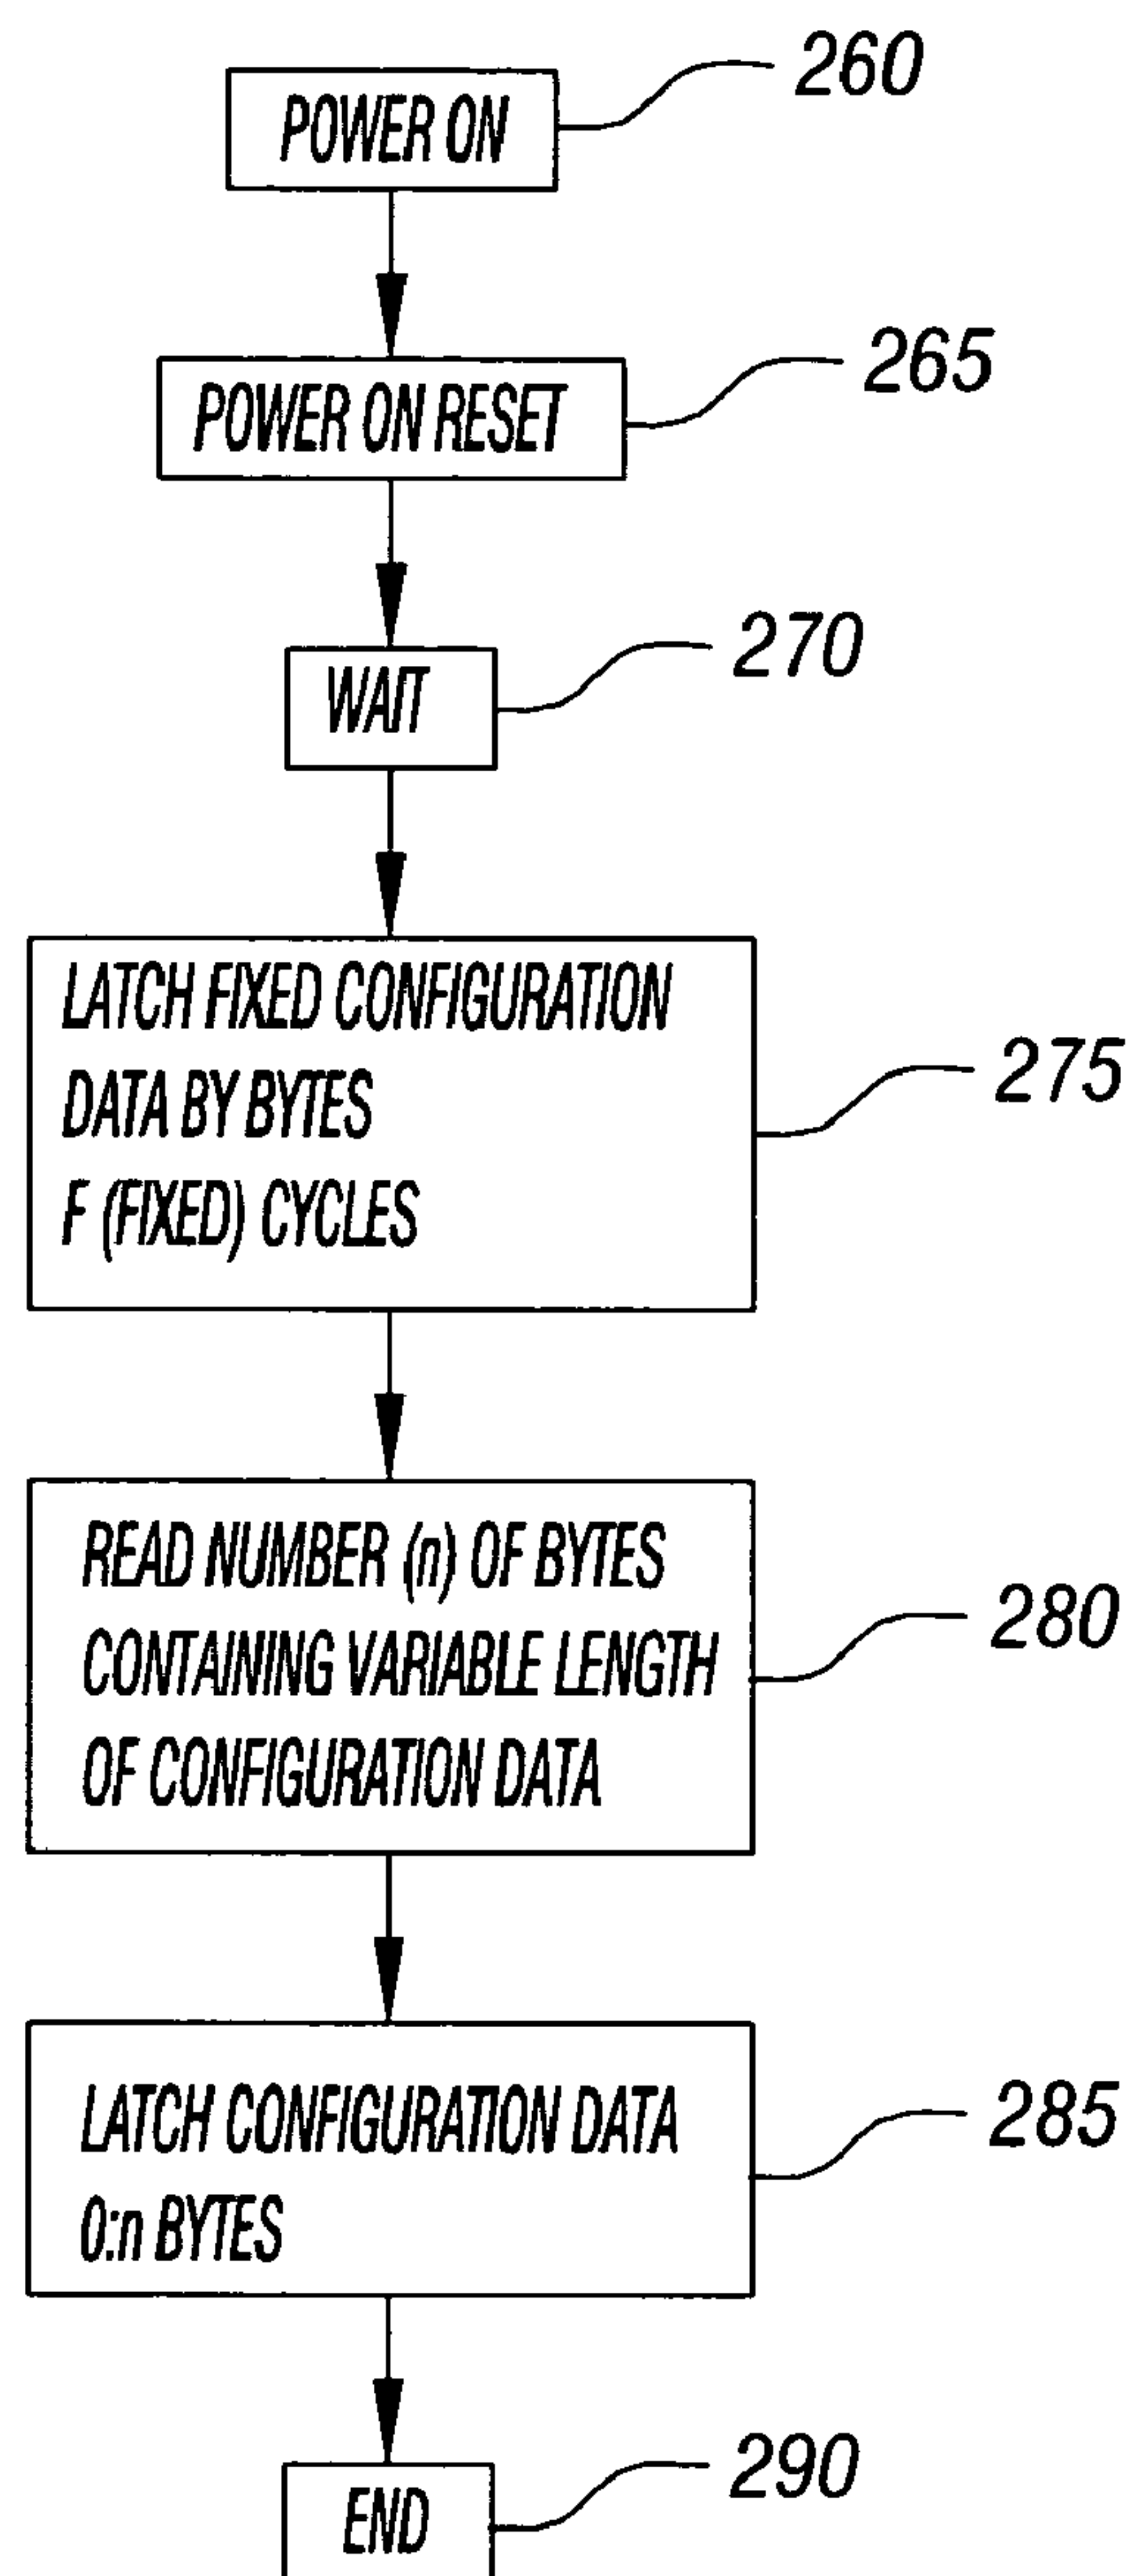 POWER ON
260
POWER ON RESET
265
WAIT
270
LATCH FIXED CONFIGURATION
DATA BY BYTES
F (FIXED) CYCLES
275
READ NUMBER (n) OF BYTES
CONTAINING VARIABLE LENGTH
OF CONFIGURATION DATA
280
LATCH CONFIGURATION DATA
0:n BYTES
285
END
290